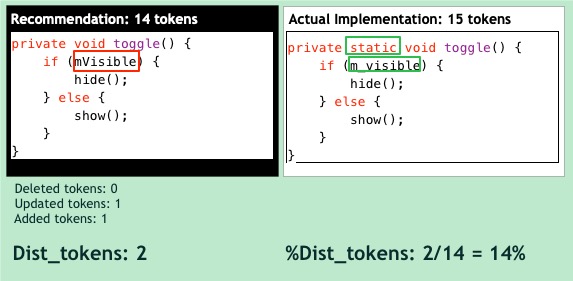 Recommendation: 14 tokens
private void toggle() {
if (mVisible) {
hide();
} else {
show();
}
}
Actual Implementation: 15 tokens
private static void toggle() {
if (m_visible) {
hide();
} else {
show();
}
}
Deleted tokens: 0
Updated tokens: 1
Added tokens: 1
Dist_tokens: 2
%Dist_tokens: 2/14 = 14%